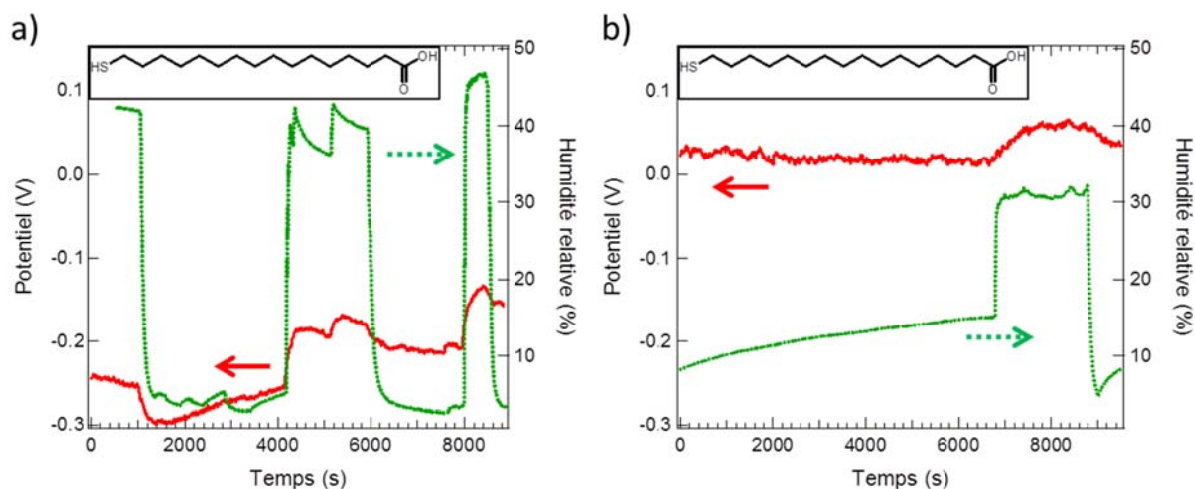 a)
HS
OH
O
50
40
30
20
10
0.1
0.0
-0.1
-0.2
-0.3
Potentiel (V)
Humidité relative (%)
0 2000 4000 6000 8000
Temps (s)
b)
HS
OH
O
50
40
30
20
10
0.1
0.0
-0.1
-0.2
-0.3
Potentiel (V)
Humidité relative (%)
0 2000 4000 6000 8000
Temps (s)